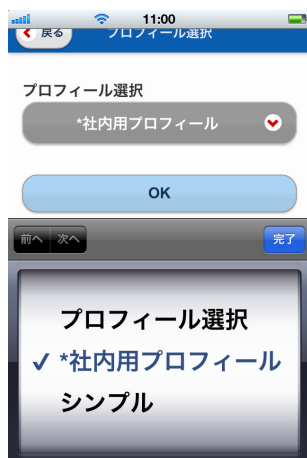 11:00
戻る
プロフィール選択
プロフィール選択
*社内用プロフィール
OK
前へ 次へ
完了
プロフィール選択
✓ *社内用プロフィール
シンプル